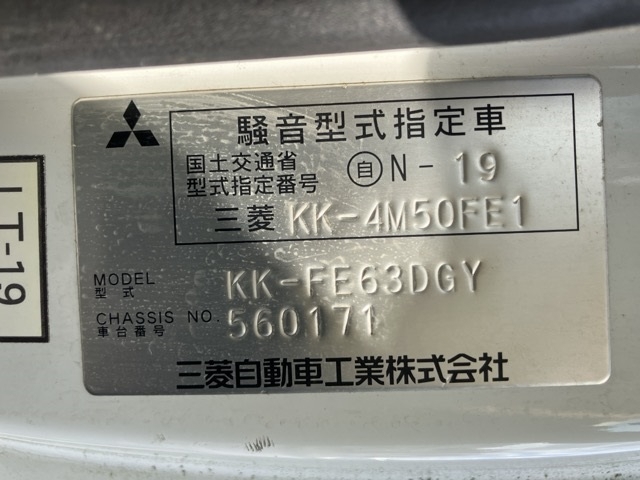 騒音型式指定車
国土交通省
型式指定番号 自 N-19
三菱 KK-4M50FE1
MODEL
型式 KK-FE63DGY
CHASSIS NO. 560171
車台番号
三菱自動車工業株式会社
LT-19